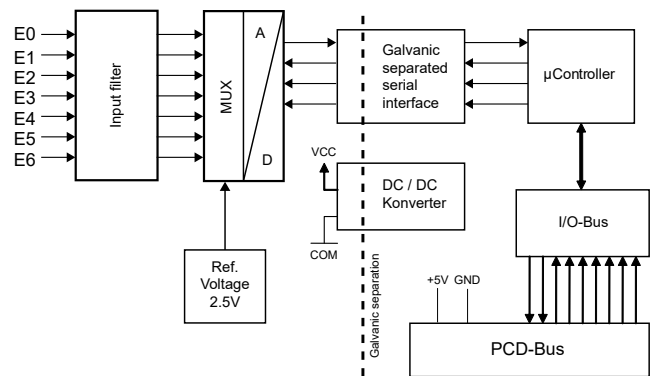 E0
E1
E2
E3
E4
E5
E6
Input filter
MUX
A
D
Galvanic
separated
serial
interface
µController
VCC
COM
DC / DC
Konverter
Ref.
Voltage
2.5V
Galvanic separation
I/O-Bus
+5V GND
PCD-Bus